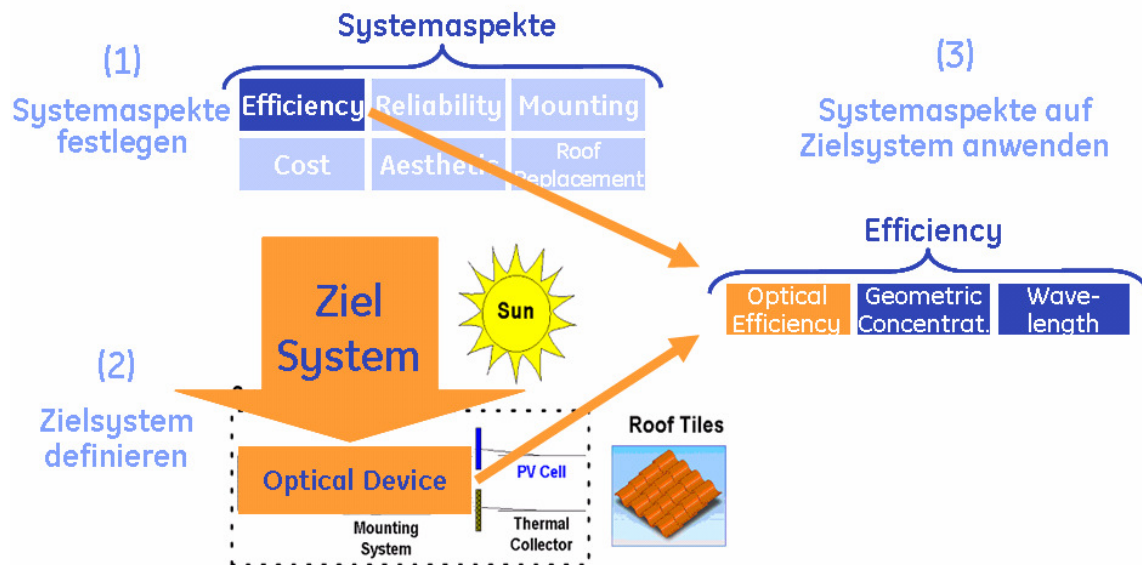 Systemaspekte
(1)
Systemaspekte
festlegen
Efficiency
Reliability
Mounting
Cost
Aesthetic
Roof
Replacement
(3)
Systemaspekte auf
Zielsystem anwenden
Efficiency
Optical
Efficiency
Geometric
Concentrat.
Wave-
length
Ziel
System
Sun
(2)
Zielsystem
definieren
Optical Device
PV Cell
Mounting
System
Thermal
Collector
Roof Tiles